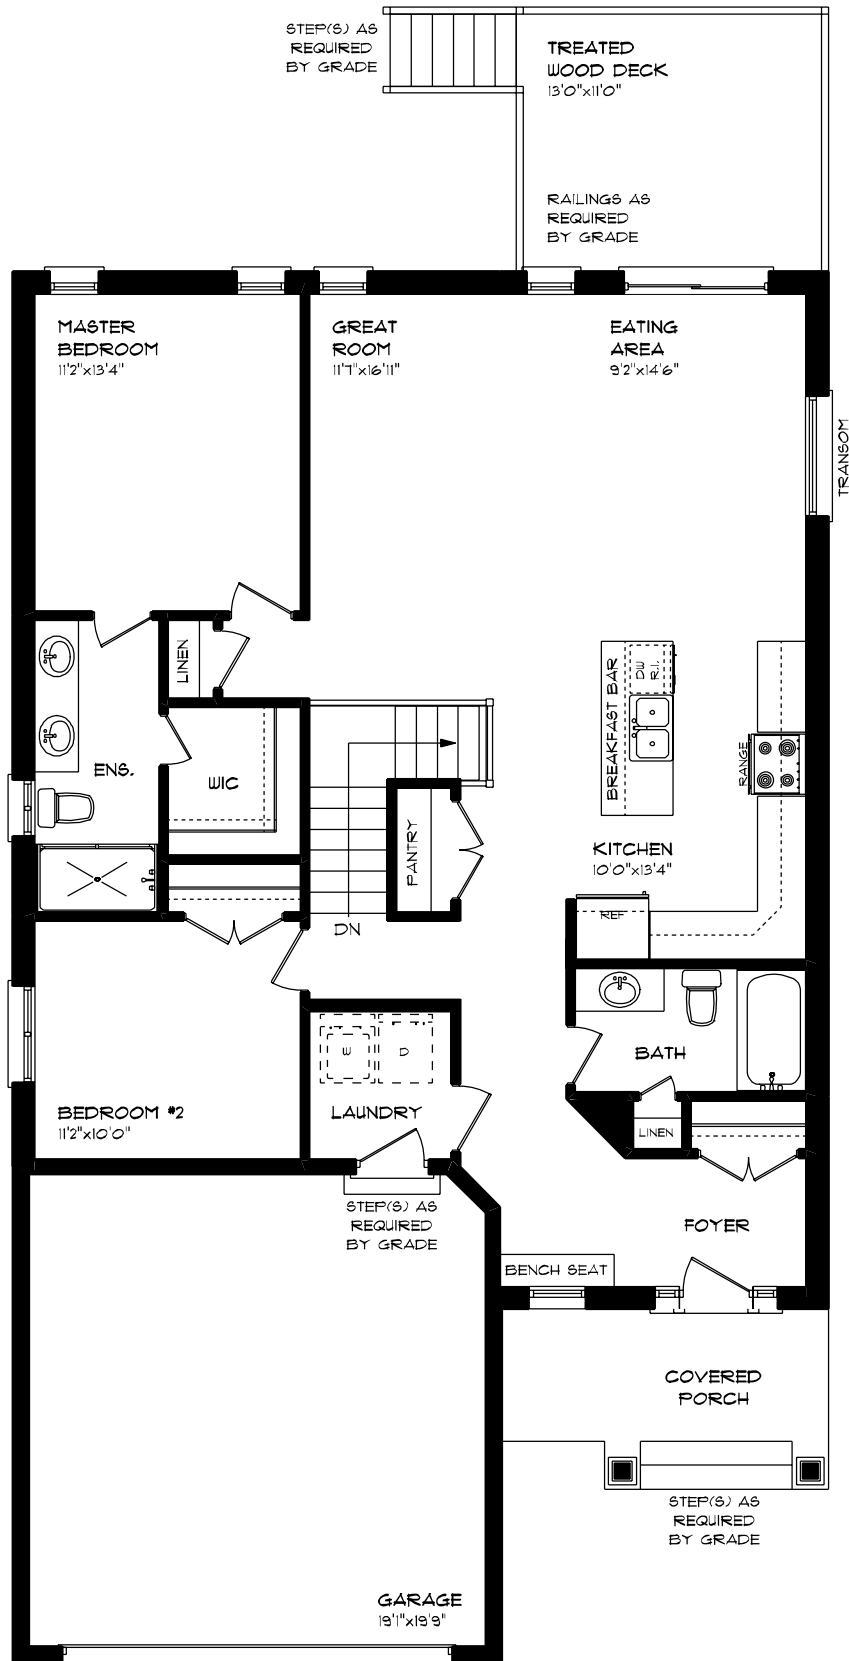 STEP(S) AS
REQUIRED
BY GRADE
TREATED
WOOD DECK
13'0"x11'0"
RAILINGS AS
REQUIRED
BY GRADE
MASTER
BEDROOM
11'2"x13'4"
GREAT
ROOM
11'7"x16'11"
EATING
AREA
9'2"x14'6"
TRANSOM
LINEN
ENS.
WIC
DN
PANTRY
BREAKFAST BAR
DW
R.I.
RANGE
KITCHEN
10'0"x13'4"
REF
BATH
LINEN
BEDROOM #2
11'2"x10'0"
W
D
LAUNDRY
STEP(S) AS
REQUIRED
BY GRADE
FOYER
BENCH SEAT
COVERED
PORCH
STEP(S) AS
REQUIRED
BY GRADE
GARAGE
19'1"x19'9"